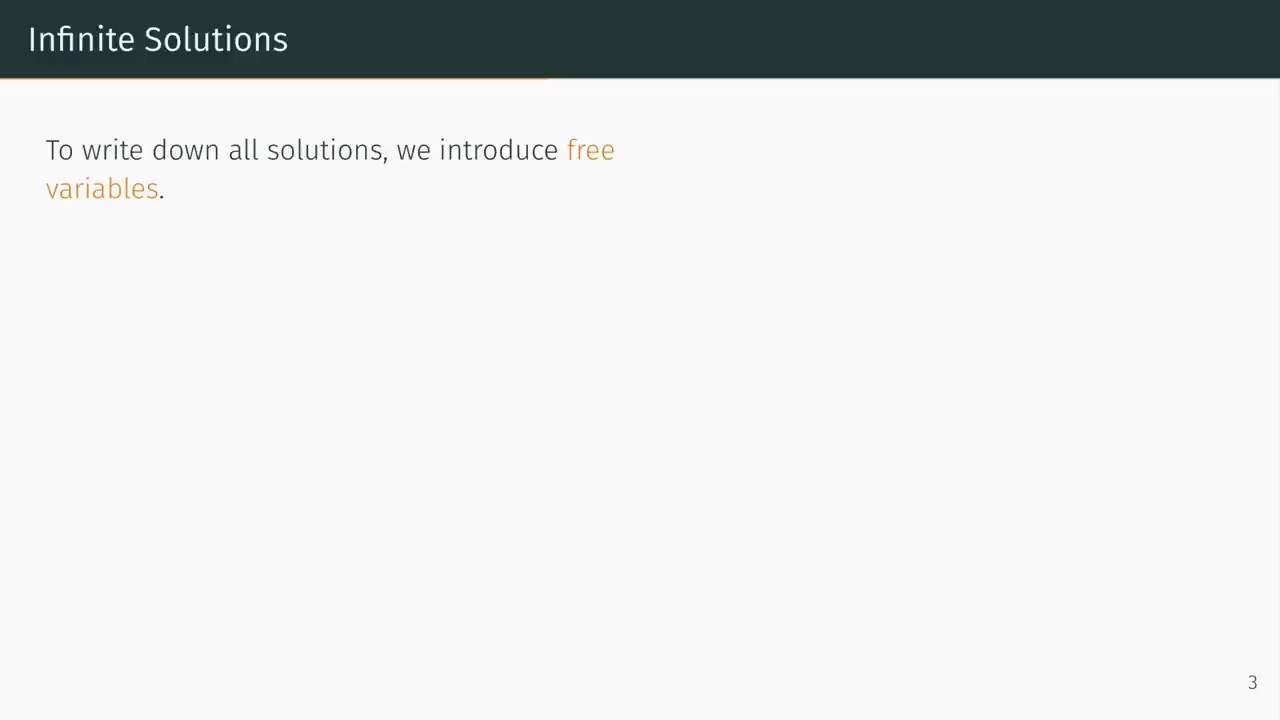 Infinite Solutions
To write down all solutions, we introduce free
variables.
3